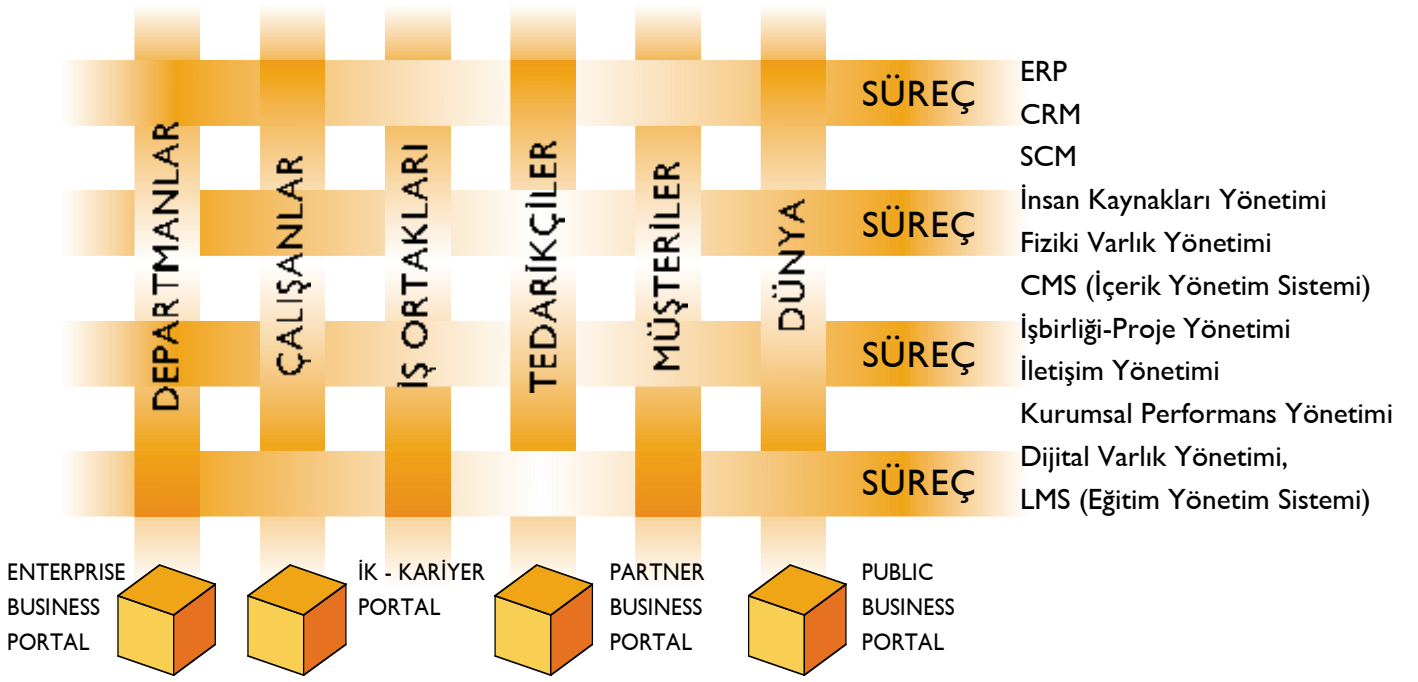 SÜREÇ
SÜREÇ
SÜREÇ
SÜREÇ
DEPARTMANLAR
ÇALIŞANLAR
İŞ ORTAKLARI
TEDARİKÇİLER
MÜŞTERİLER
DÜNYA
ERP
CRM
SCM
İnsan Kaynakları Yönetimi
Fiziki Varlık Yönetimi
CMS (İçerik Yönetim Sistemi)
İşbirliği-Proje Yönetimi
İletişim Yönetimi
Kurumsal Performans Yönetimi
Dijital Varlık Yönetimi,
LMS (Eğitim Yönetim Sistemi)
ENTERPRISE
BUSINESS
PORTAL
İK - KARİYER
PORTAL
PARTNER
BUSINESS
PORTAL
PUBLIC
BUSINESS
PORTAL